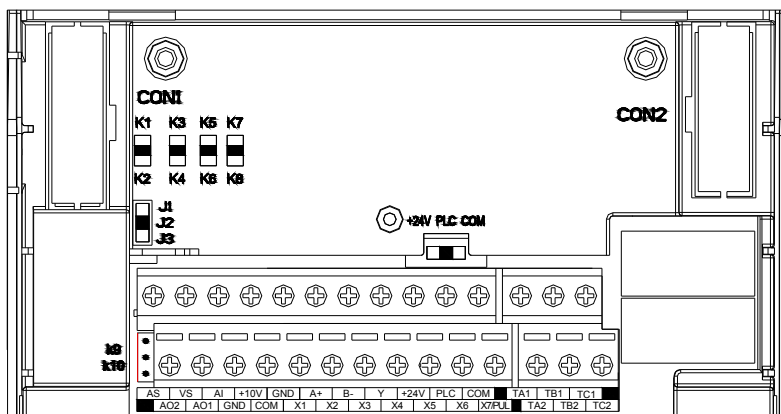 CON1
CON2
K1 K3 K5 K7
K2 K4 K6 K8
J1
J2
J3
+24V PLC COM
k9
k10
AS VS AI +10V GND A+ B- Y +24V PLC COM TA1 TB1 TC1
AO2 AO1 GND COM X1 X2 X3 X4 X5 X6 X7/PUL TA2 TB2 TC2